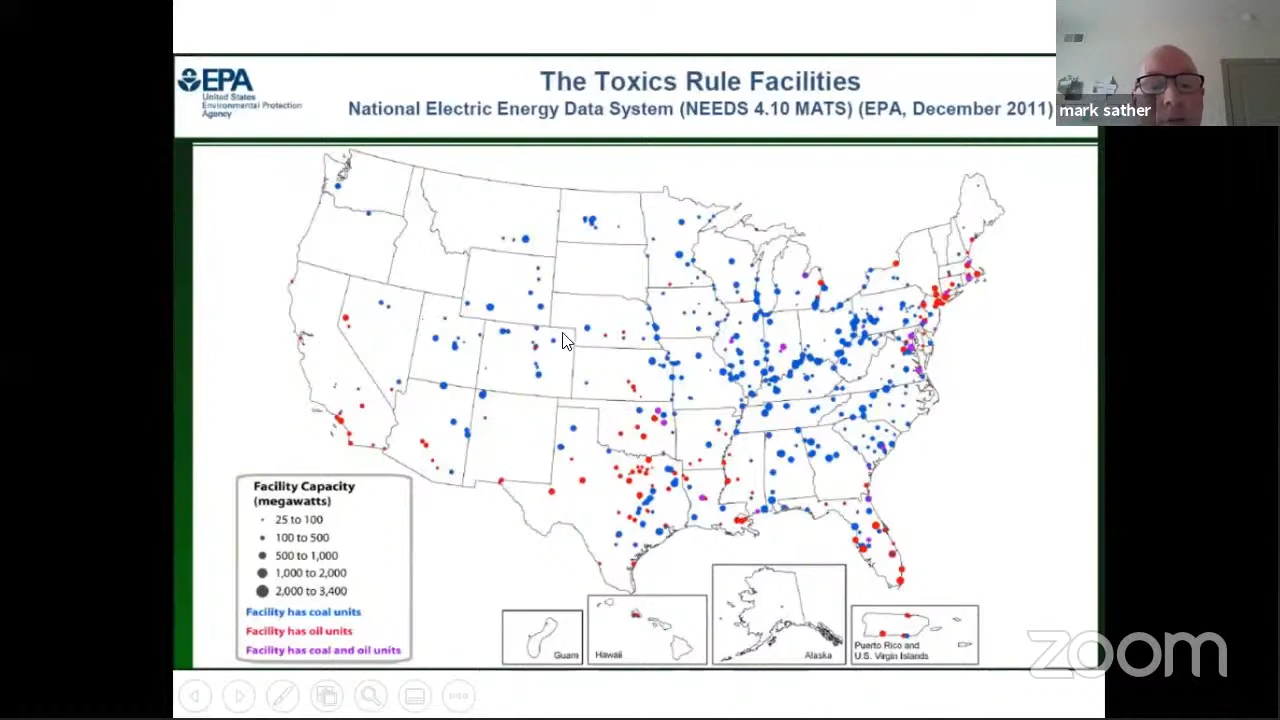 EPA
United States
Environmental Protection
Agency
The Toxics Rule Facilities
National Electric Energy Data System (NEEDS 4.10 MATS) (EPA, December 2011)
mark sather
Facility Capacity
(megawatts)
25 to 100
100 to 500
500 to 1,000
1,000 to 2,000
2,000 to 3,400
Facility has coal units
Facility has oil units
Facility has coal and oil units
Guam
Hawaii
Alaska
Puerto Rico and
U.S. Virgin Islands
zoom